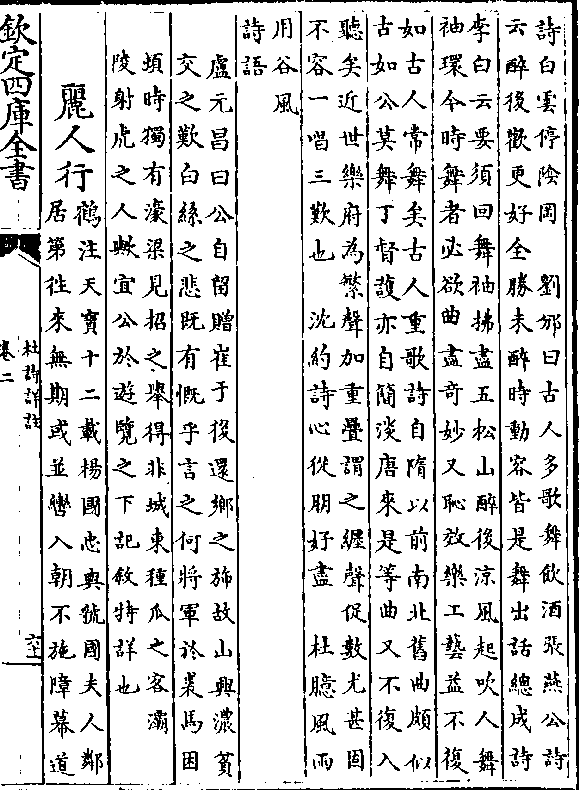 詩白雲停陰岡　劉邠曰古人多歌舞飲酒張燕公詩
云醉後歡更好全勝未醉時動容皆是舞出話總成詩
李白云要須回舞袖拂盡五松山醉後涼風起吹人舞
袖環今時舞者必欲曲盡奇妙又恥效樂工藝益不復
如古人常舞矣古人重歌詩自隋以前南北舊曲頗似
古如公莫舞丁督護亦自簡淡唐來是等曲又不復入
聽矣近世樂府為繁聲加重疊謂之纏聲促數尤甚固
不容一唱三歎也　沈約詩心從朋好盡　杜臆風雨
用谷風
詩語
盧元昌曰公自留贈崔于後還鄉之旆故山興濃貧
交之歎白絲之悲既有慨乎言之何將軍於裘馬困
頓時獨有濠梁見招之舉得非城東種瓜之客灞
陵射虎之人歟宜公於遊覽之下記敘特詳也
麗人行
鶴注天寶十二載楊國忠與虢國夫人鄰
居第往來無期或並轡入朝不施障幕道
欽定四庫全書
杜詩詳註
卷二